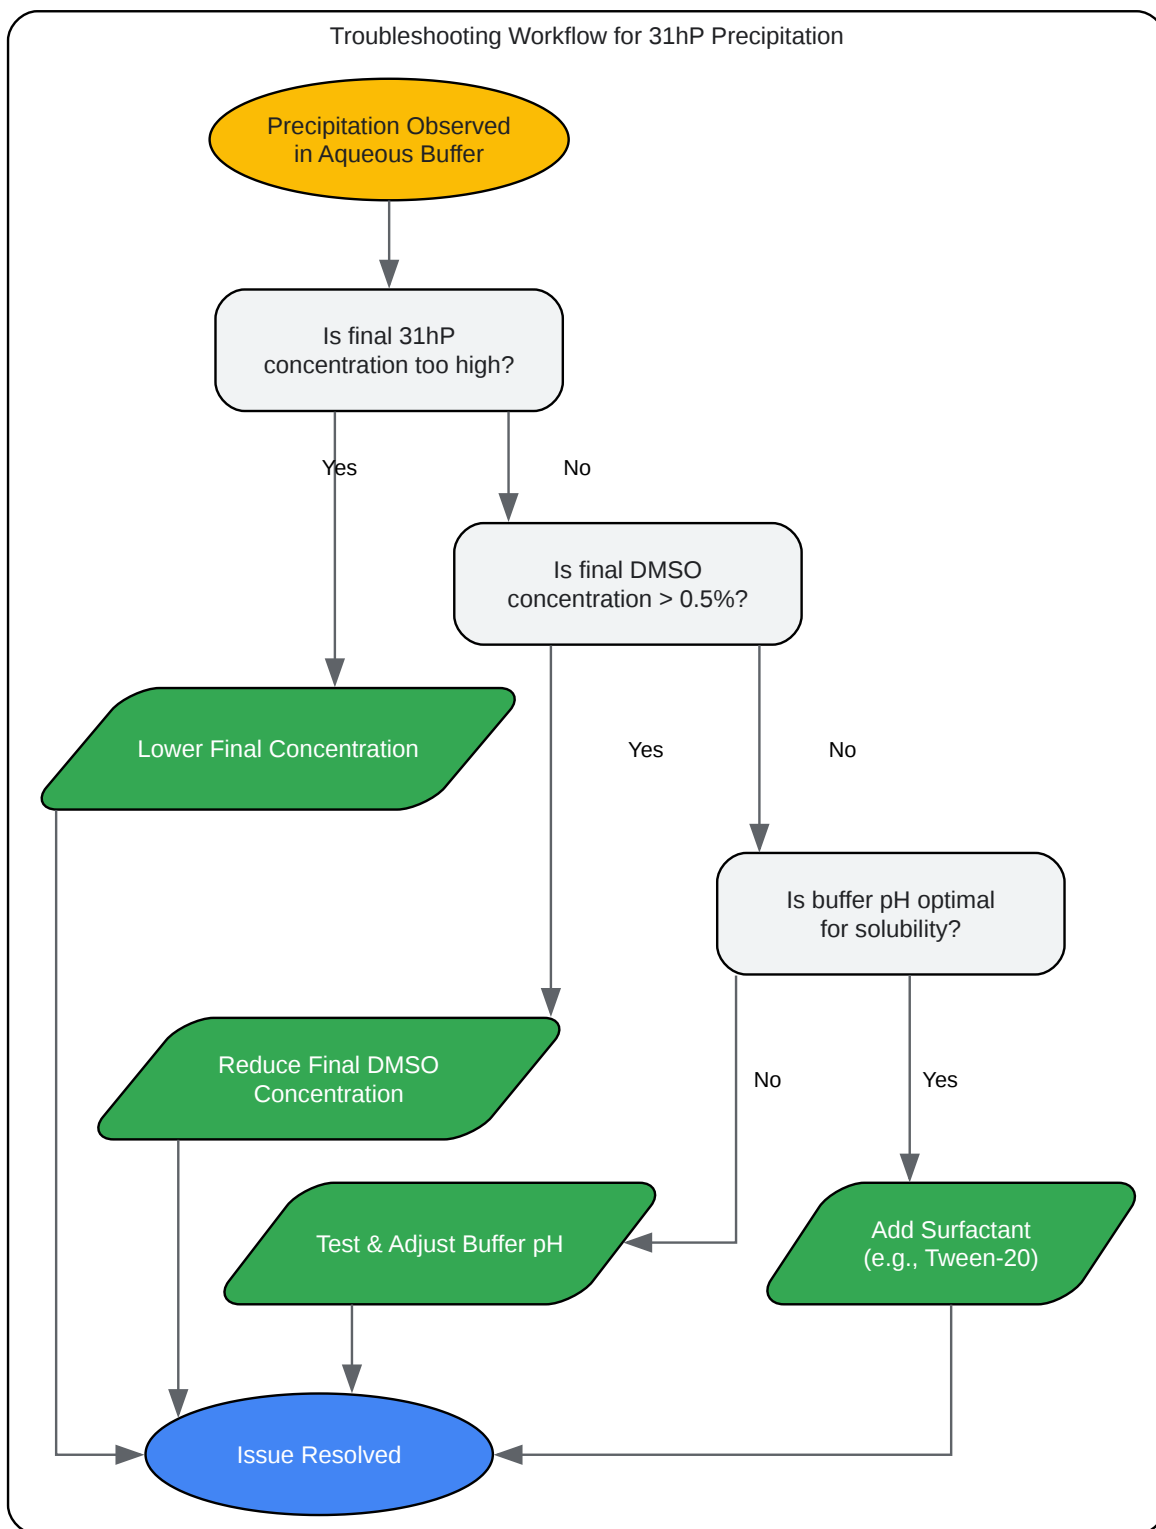 Troubleshooting Workflow for 31hP Precipitation
Precipitation Observed
in Aqueous Buffer
Is final 31hP
concentration too high?
Yes
No
Is final DMSO
concentration > 0.5%?
Lower Final Concentration
Yes
No
Is buffer pH optimal
for solubility?
Reduce Final DMSO
Concentration
No
Yes
Test & Adjust Buffer pH
Add Surfactant
(e.g., Tween-20)
Issue Resolved